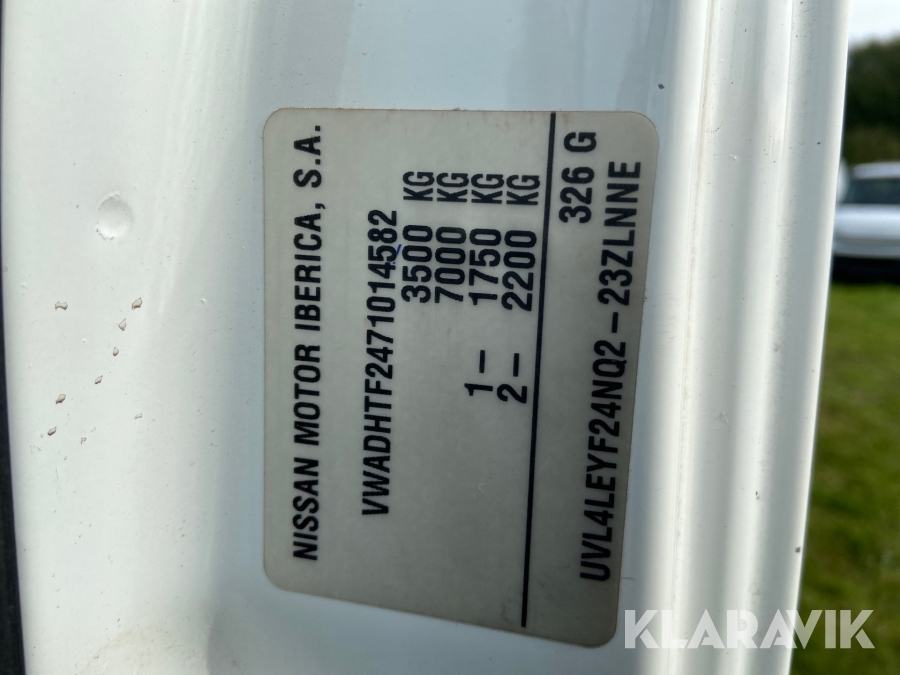 NISSAN MOTOR IBERICA, S.A.
VWADHTF2471014582
3500 KG
7000 KG
1– 1750 KG
2– 2200 KG
326 G
UVL4LEYF24NQ2–23ZLNNE
KLARAVIK